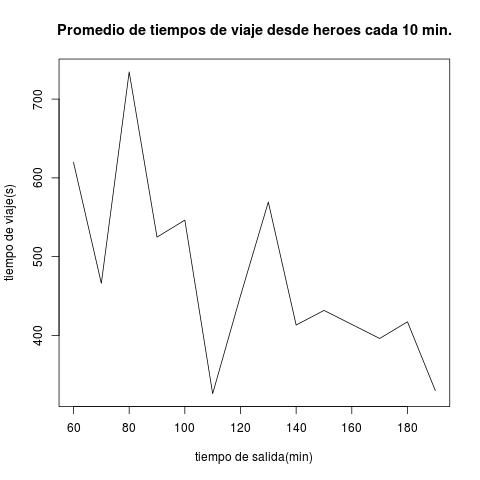 Promedio de tiempos de viaje desde heroes cada 10 min.
700
600
500
400
tiempo de viaje(s)
60 80 100 120 140 160 180
tiempo de salida(min)